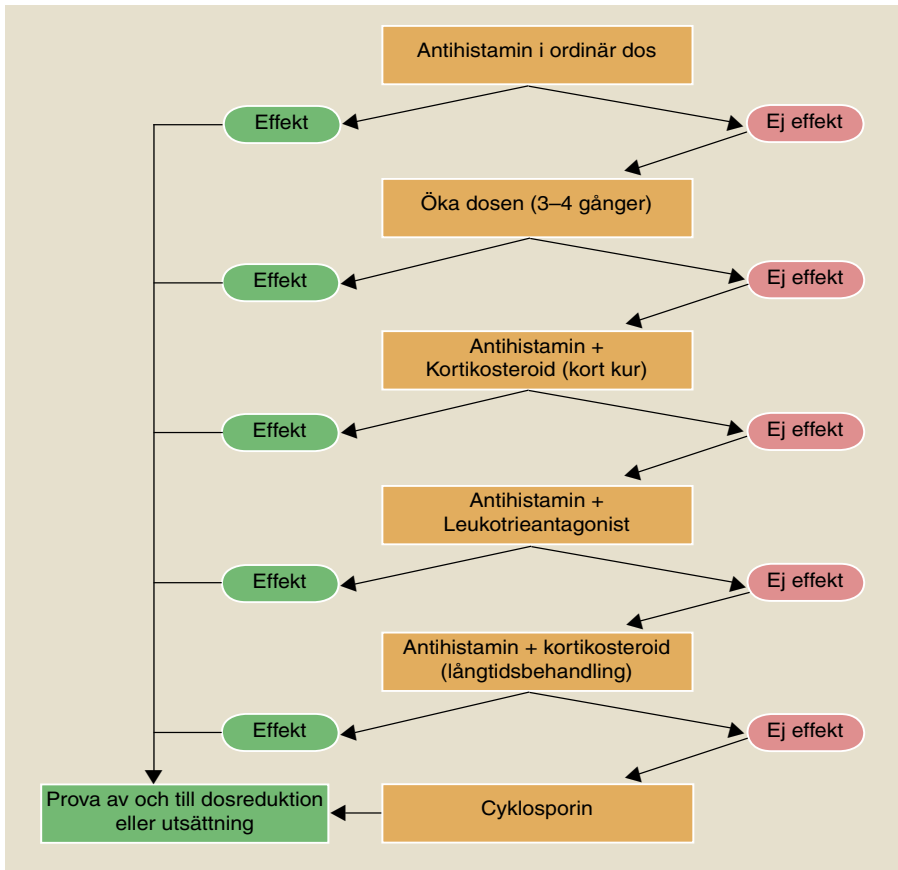 Antihistamin i ordinär dos
Effekt
Ej effekt
Öka dosen (3–4 gånger)
Effekt
Ej effekt
Antihistamin +
Kortikosteroid (kort kur)
Effekt
Ej effekt
Antihistamin +
Leukotrieantagonist
Effekt
Ej effekt
Antihistamin + kortikosteroid
(långtidsbehandling)
Effekt
Ej effekt
Prova av och till dosreduktion
eller utsättning
Cyklosporin